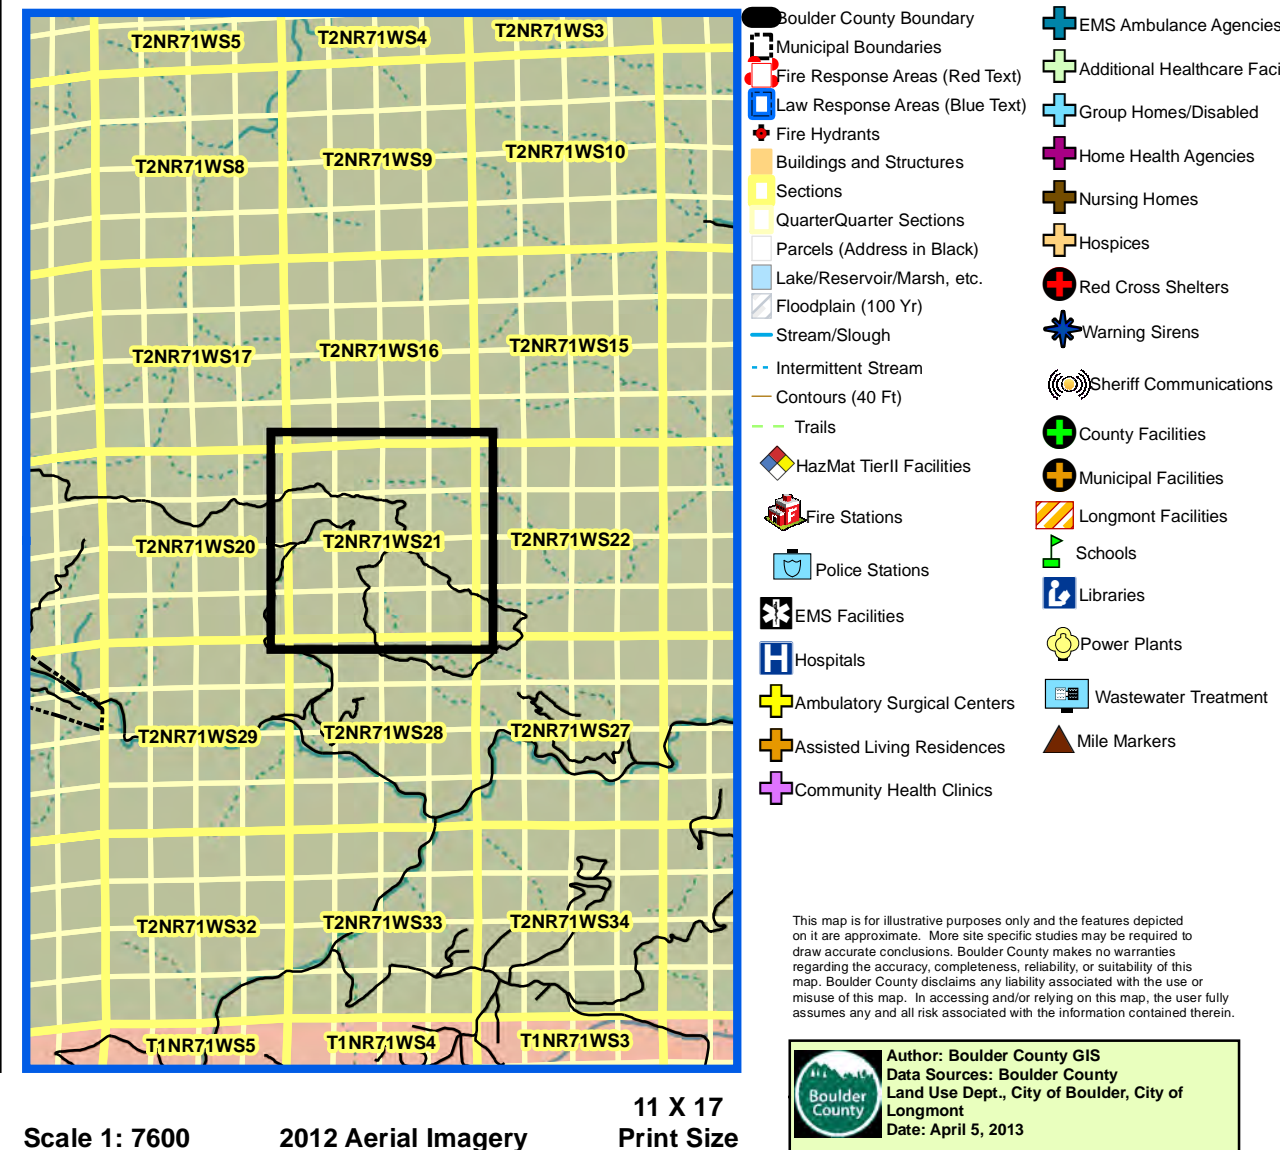 T2NR71WS5
T2NR71WS4
T2NR71WS3
T2NR71WS8
T2NR71WS9
T2NR71WS10
T2NR71WS17
T2NR71WS16
T2NR71WS15
T2NR71WS20
T2NR71WS21
T2NR71WS22
T2NR71WS29
T2NR71WS28
T2NR71WS27
T2NR71WS32
T2NR71WS33
T2NR71WS34
T1NR71WS5
T1NR71WS4
T1NR71WS3
Scale 1: 7600
2012 Aerial Imagery
11 X 17
Print Size
Boulder County Boundary
Municipal Boundaries
Fire Response Areas (Red Text)
Law Response Areas (Blue Text)
Fire Hydrants
Buildings and Structures
Sections
QuarterQuarter Sections
Parcels (Address in Black)
Lake/Reservoir/Marsh, etc.
Floodplain (100 Yr)
Stream/Slough
Intermittent Stream
Contours (40 Ft)
Trails
HazMat TierII Facilities
F
Fire Stations
Police Stations
EMS Facilities
H
Hospitals
Ambulatory Surgical Centers
Assisted Living Residences
Community Health Clinics
EMS Ambulance Agencies
Additional Healthcare Faci
Group Homes/Disabled
Home Health Agencies
Nursing Homes
Hospices
Red Cross Shelters
Warning Sirens
Sheriff Communications
County Facilities
Municipal Facilities
Longmont Facilities
Schools
Libraries
Power Plants
Wastewater Treatment
Mile Markers
This map is for illustrative purposes only and the features depicted
on it are approximate. More site specific studies may be required to
draw accurate conclusions. Boulder County makes no warranties
regarding the accuracy, completeness, reliability, or suitability of this
map. Boulder County disclaims any liability associated with the use or
misuse of this map. In accessing and/or relying on this map, the user fully
assumes any and all risk associated with the information contained therein.
Boulder
County
Author: Boulder County GIS
Data Sources: Boulder County
Land Use Dept., City of Boulder, City of
Longmont
Date: April 5, 2013